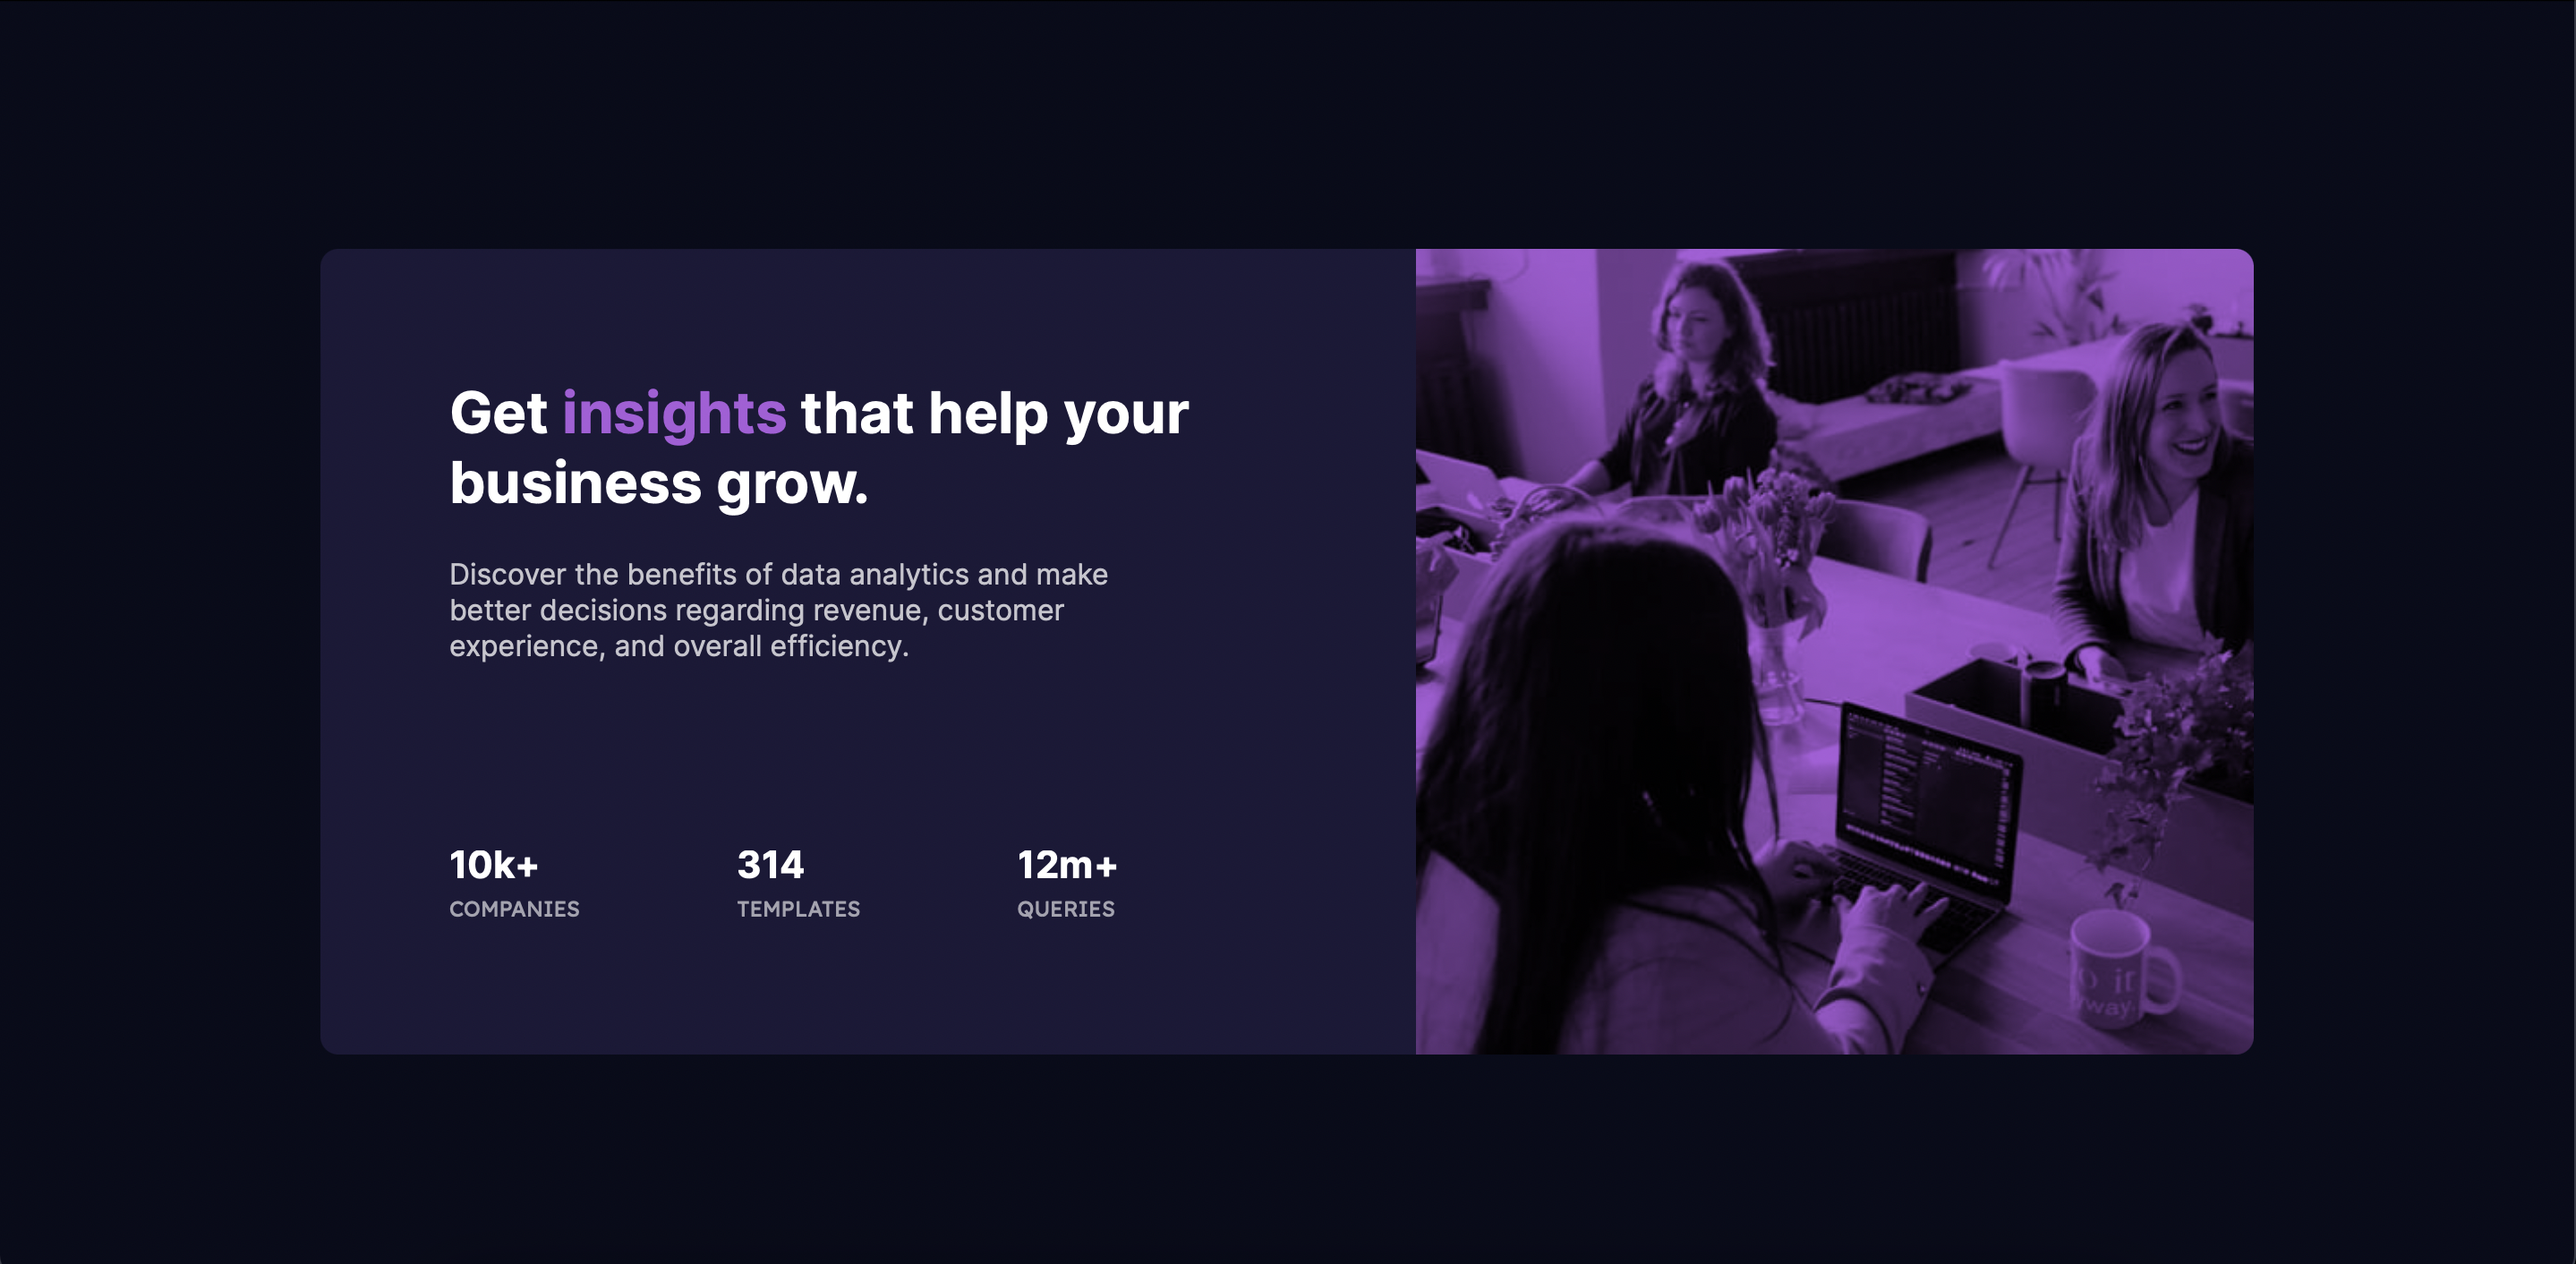 Get insights that help your
business grow.
Discover the benefits of data analytics and make
better decisions regarding revenue, customer
experience, and overall efficiency.
10k+
COMPANIES
314
TEMPLATES
12m+
QUERIES